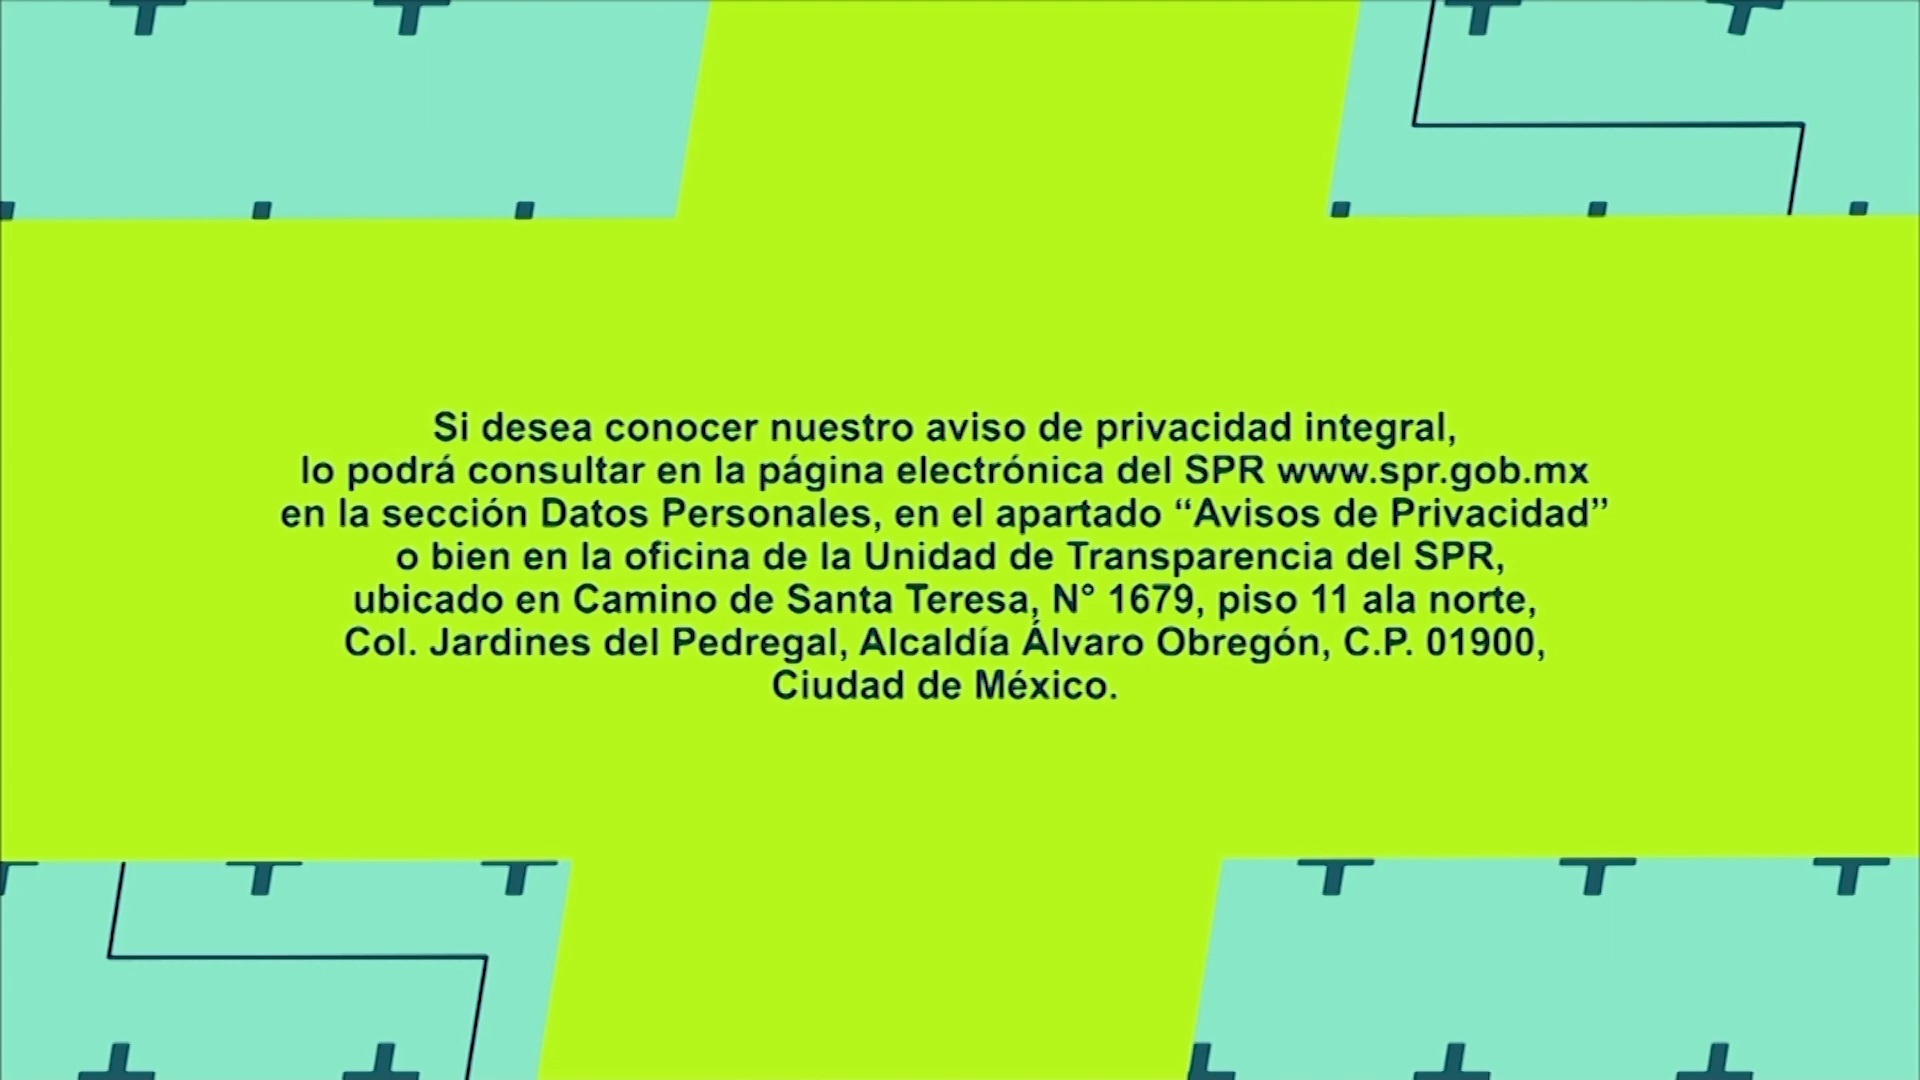 Si desea conocer nuestro aviso de privacidad integral,
lo podrá consultar en la página electrónica del SPR www.spr.gob.mx
en la sección Datos Personales, en el apartado “Avisos de Privacidad”
o bien en la oficina de la Unidad de Transparencia del SPR,
ubicado en Camino de Santa Teresa, N° 1679, piso 11 ala norte,
Col. Jardines del Pedregal, Alcaldía Álvaro Obregón, C.P. 01900,
Ciudad de México.